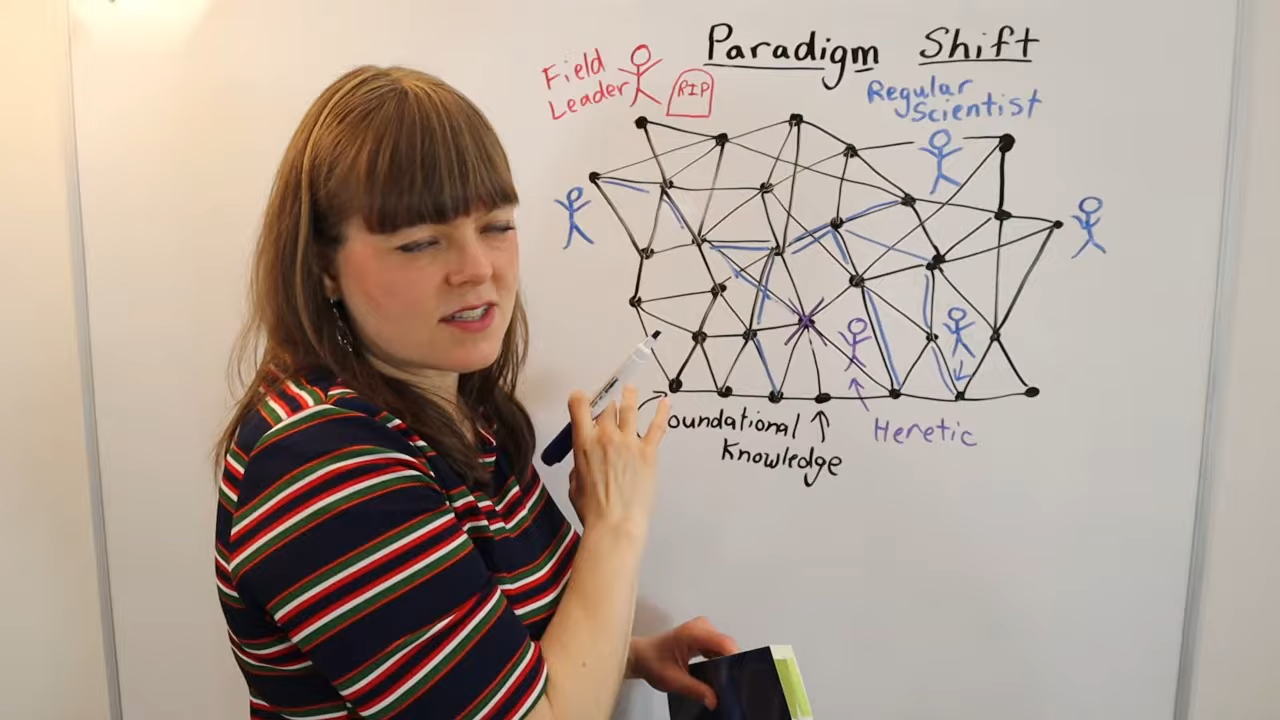 Paradigm Shift
Field
Leader
RIP
Regular
Scientist
oundational
Knowledge
Heretic